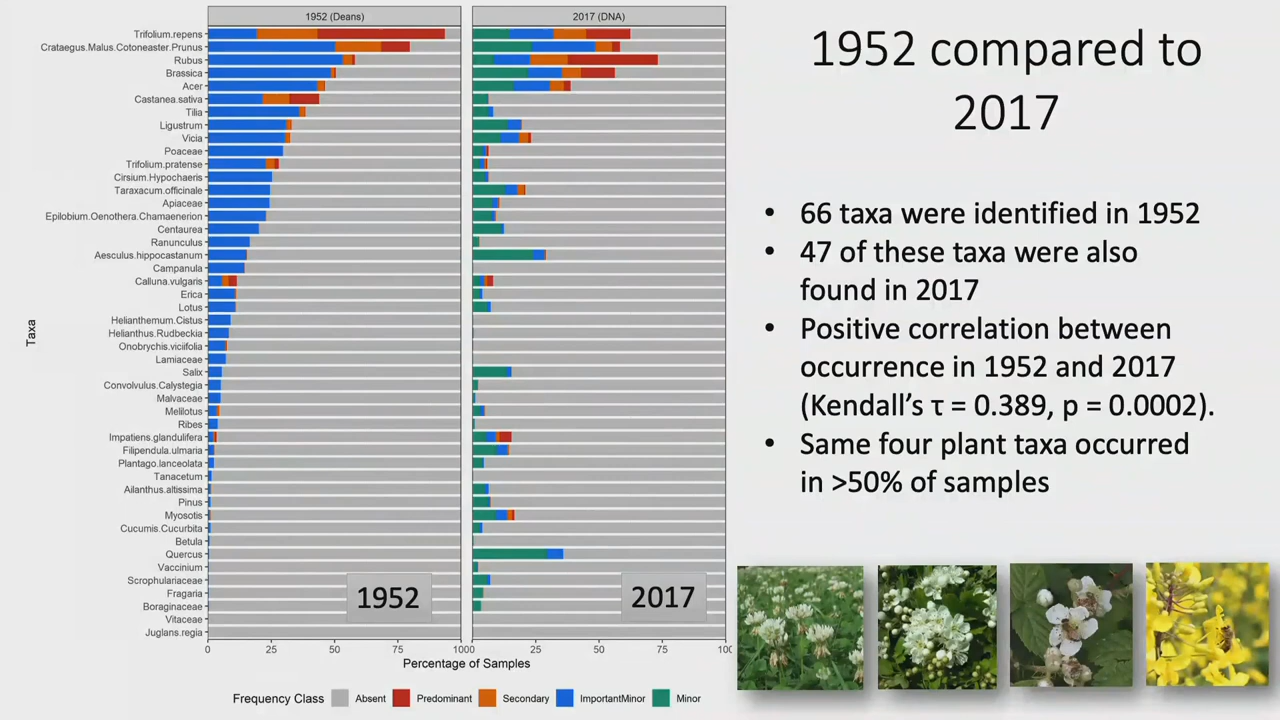 1952 (Deans)
2017 (DNA)
1952 compared to
2017
Trifolium.repens
Crataegus.Malus.Cotoneaster.Prunus
Rubus
Brassica
Acer
Castanea.sativa
Tilia
Ligustrum
Vicia
Poaceae
Trifolium.pratense
Cirsium.Hypochaeris
Taraxacum.officinale
Apiaceae
Epilobium.Oenothera.Chamaenerion
Centaurea
Ranunculus
Aesculus.hippocastanum
Campanula
Calluna.vulgaris
Erica
Lotus
Helianthemum.Cistus
Helianthus.Rudbeckia
Onobrychis.viciifolia
Lamiaceae
Salix
Convolvulus.Calystegia
Malvaceae
Melilotus
Ribes
Impatiens.glandulifera
Filipendula.ulmaria
Plantago.lanceolata
Tanacetum
Ailanthus.altissima
Pinus
Myosotis
Cucumis.Cucurbita
Betula
Quercus
Vaccinium
Scrophulariaceae
Fragaria
Boraginaceae
Vitaceae
Juglans.regia
Taxa
1952
2017
0 25 50 75 100 0 25 50 75 100
Percentage of Samples
Frequency Class Absent Predominant Secondary ImportantMinor Minor
• 66 taxa were identified in 1952
• 47 of these taxa were also
found in 2017
• Positive correlation between
occurrence in 1952 and 2017
(Kendall's τ = 0.389, p = 0.0002).
• Same four plant taxa occurred
in >50% of samples